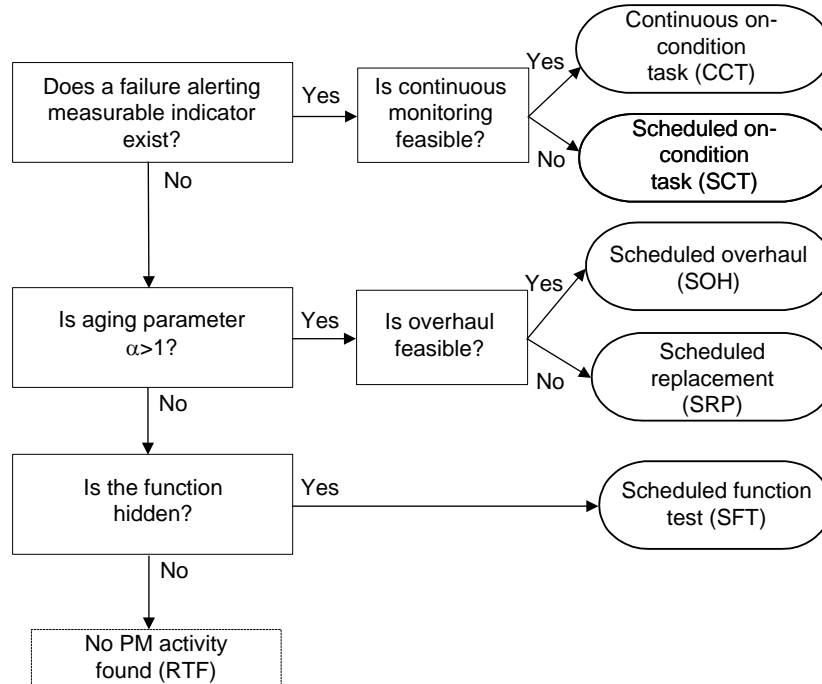 Does a failure alerting
measurable indicator
exist?
Yes
Is continuous
monitoring
feasible?
Yes
Continuous on-
condition
task (CCT)
No
Scheduled on-
condition
task (SCT)
No
Is aging parameter
α>1?
Yes
Is overhaul
feasible?
Yes
Scheduled overhaul
(SOH)
No
Scheduled
replacement
(SRP)
No
Is the function
hidden?
Yes
Scheduled function
test (SFT)
No
No PM activity
found (RTF)